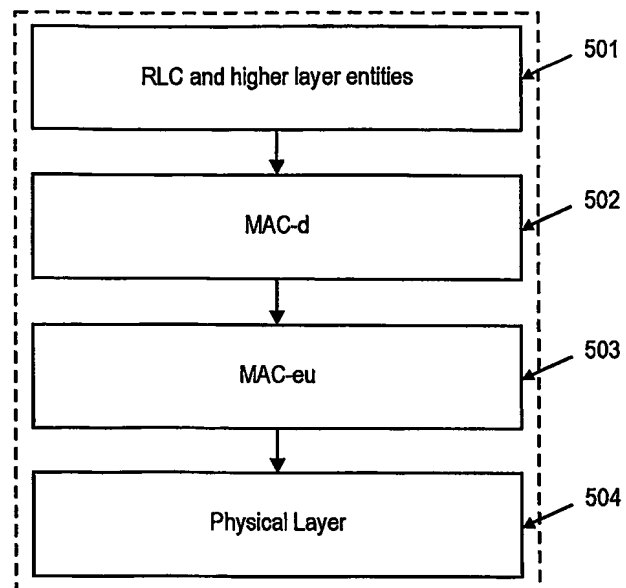 RLC and higher layer entities
501
MAC-d
502
MAC-eu
503
Physical Layer
504